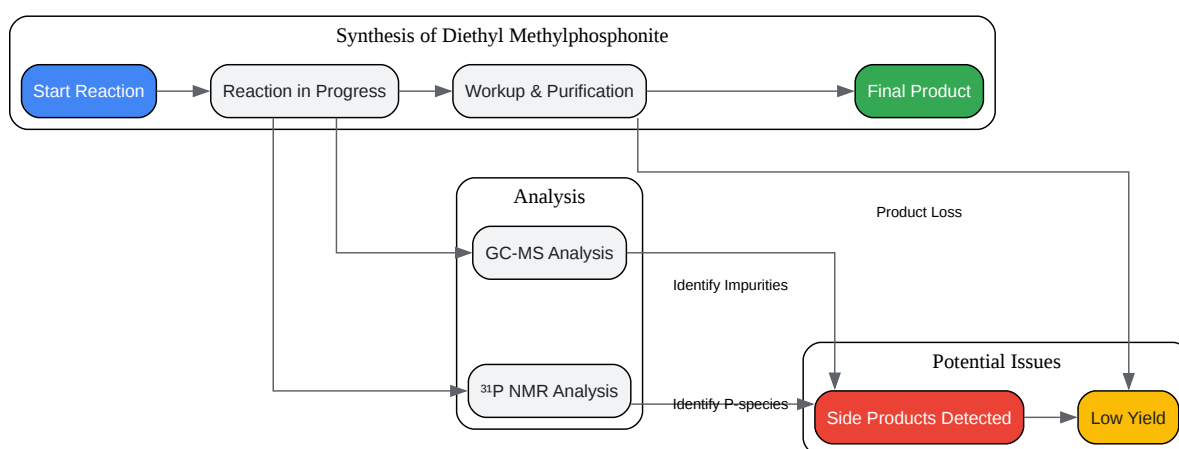 Synthesis of Diethyl Methylphosphonite
Start Reaction
Reaction in Progress
Workup & Purification
Final Product
Analysis
Product Loss
GC-MS Analysis
Identify Impurities
Potential Issues
³¹P NMR Analysis
Identify P-species
Side Products Detected
Low Yield